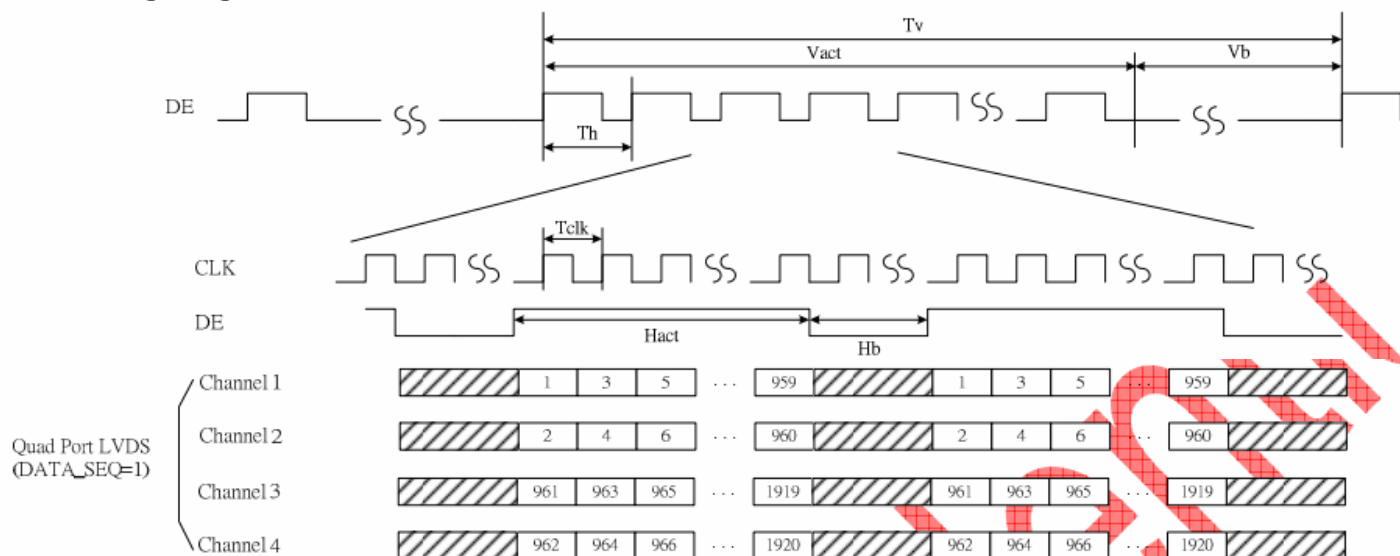 Tv
Vact Vb
DE
Th
Tclk
CLK
DE
Hact
Hb
Channel 1 1 3 5 ... 959 1 3 5 ... 959
Channel 2 2 4 6 ... 960 2 4 6 ... 960
Quad Port LVDS
(DATA_SEQ=1)
Channel 3 961 963 965 ... 1919 961 963 965 ... 1919
Channel 4 962 964 966 ... 1920 962 964 966 ... 1920